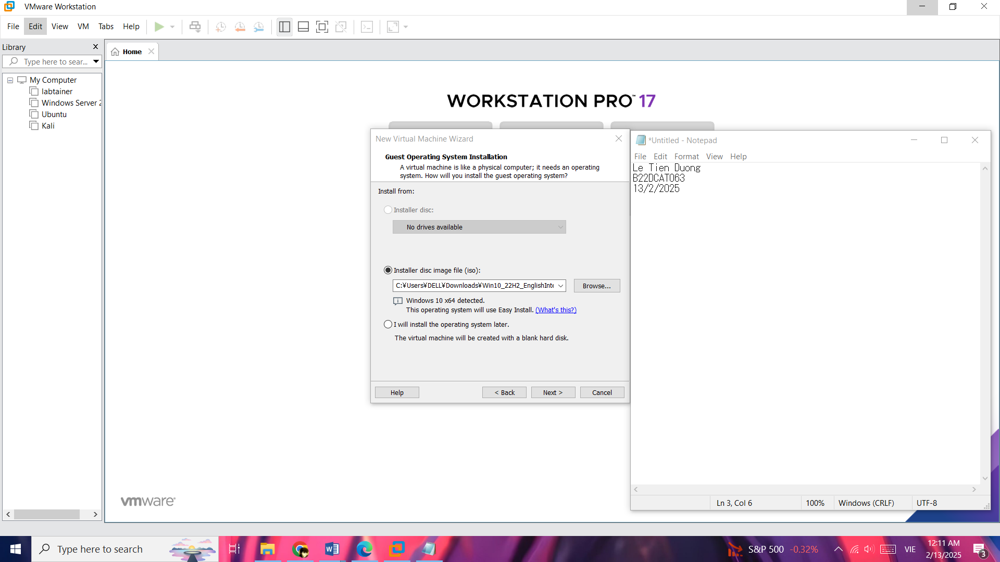 VMware Workstation
File Edit View VM Tabs Help
Library
Type here to sear...
My Computer
labtainer
Windows Server 2
Ubuntu
Kali
Home
WORKSTATION PRO™ 17
New Virtual Machine Wizard
Guest Operating System Installation
A virtual machine is like a physical computer; it needs an operating
system. How will you install the guest operating system?
Install from:
Installer disc:
No drives available
Installer disc image file (iso):
C:¥Users¥DELL¥Downloads¥Win10_22H2_EnglishInte
Browse...
Windows 10 x64 detected.
This operating system will use Easy Install. (What's this?)
I will install the operating system later.
The virtual machine will be created with a blank hard disk.
Help < Back Next > Cancel
*Untitled - Notepad
File Edit Format View Help
Le Tien Duong
B22DCAT063
13/2/2025
Ln 3, Col 6 100% Windows (CRLF) UTF-8
vmware
Type here to search
S&P 500 -0.32%
VIE
12:11 AM
2/13/2025
3